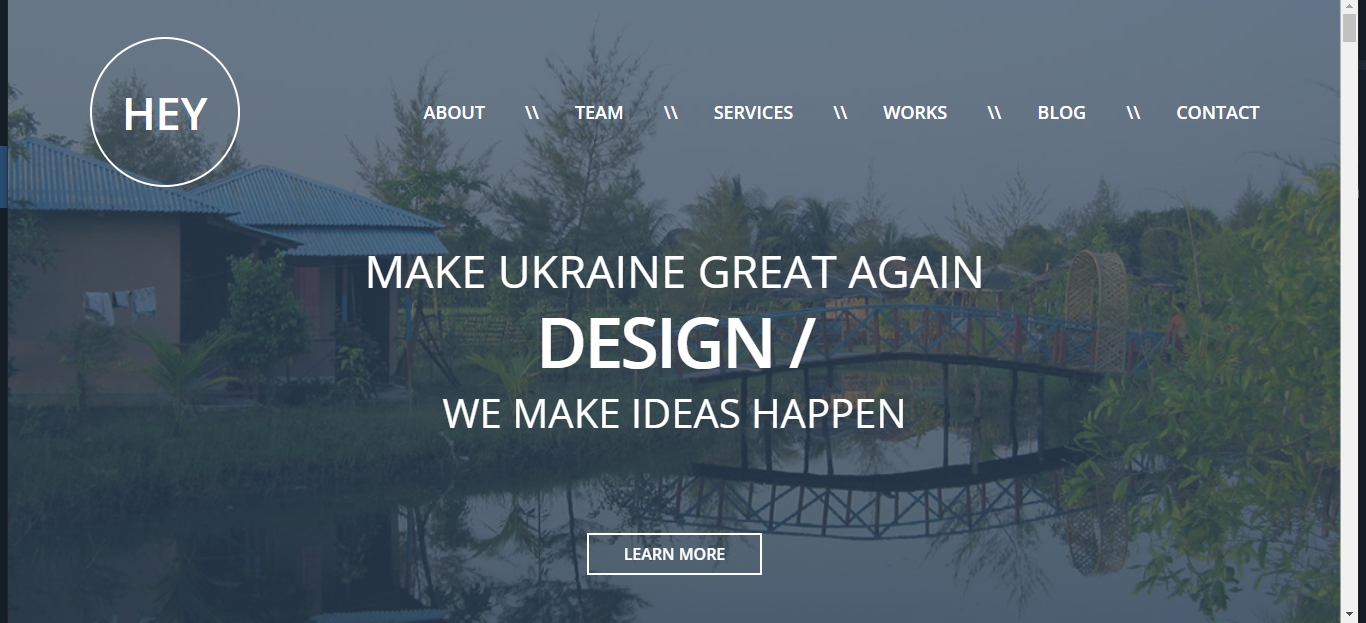 HEY
ABOUT \\ TEAM \\ SERVICES \\ WORKS \\ BLOG \\ CONTACT
MAKE UKRAINE GREAT AGAIN
DESIGN /
WE MAKE IDEAS HAPPEN
LEARN MORE